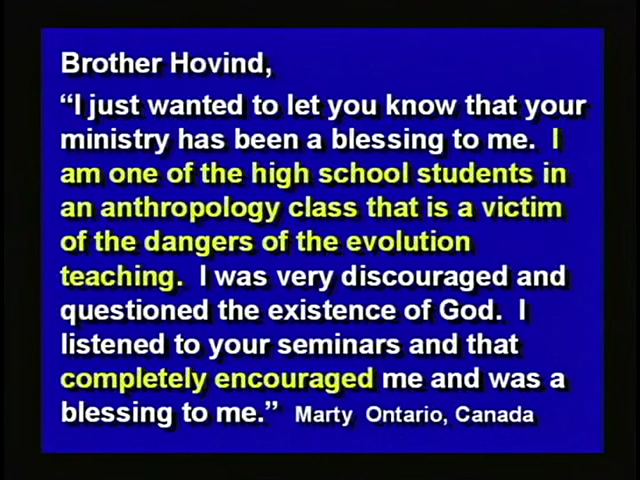 Brother Hovind,
“I just wanted to let you know that your
ministry has been a blessing to me.  I
am one of the high school students in
an anthropology class that is a victim
of the dangers of the evolution
teaching.  I was very discouraged and
questioned the existence of God.  I
listened to your seminars and that
completely encouraged me and was a
blessing to me.”  Marty  Ontario, Canada